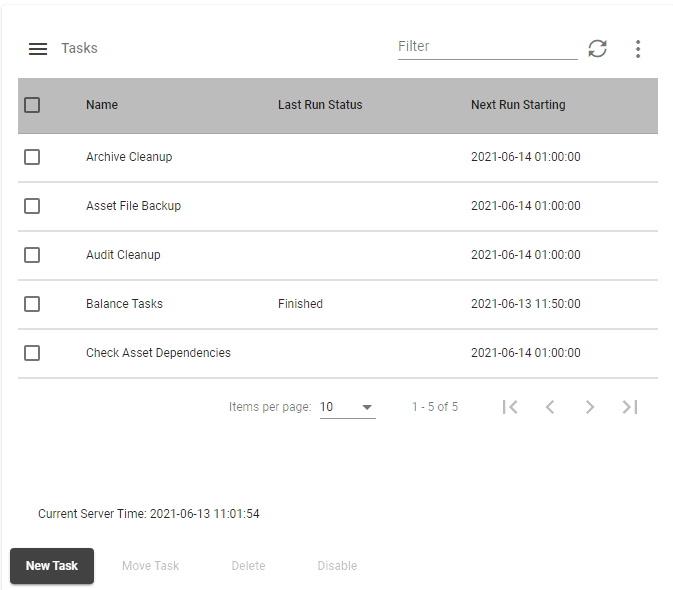 Tasks Filter
Name Last Run Status Next Run Starting
Archive Cleanup 2021-06-14 01:00:00
Asset File Backup 2021-06-14 01:00:00
Audit Cleanup 2021-06-14 01:00:00
Balance Tasks Finished 2021-06-13 11:50:00
Check Asset Dependencies 2021-06-14 01:00:00
Items per page: 10 1 - 5 of 5
Current Server Time: 2021-06-13 11:01:54
New Task Move Task Delete Disable